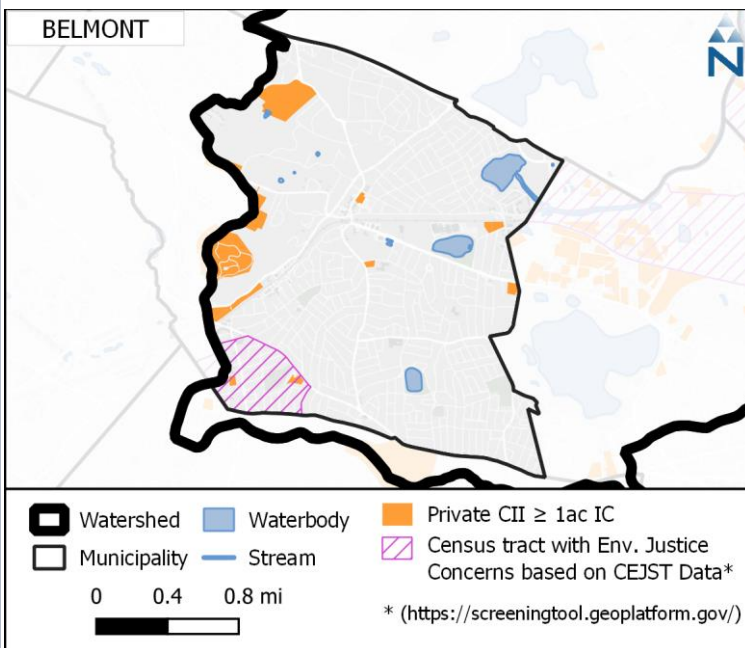 BELMONT
N
Watershed
Waterbody
Private CII ≥ 1ac IC
Municipality
Stream
Census tract with Env. Justice
Concerns based on CEJST Data*
0 0.4 0.8 mi
* (https://screeningtool.geoplatform.gov/)